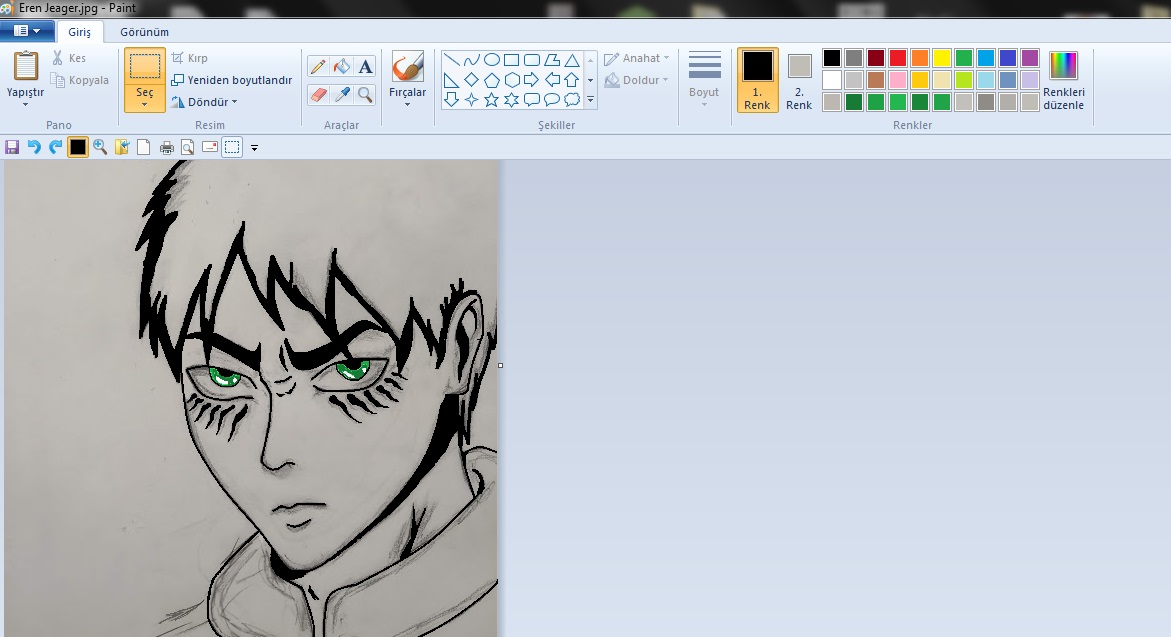 Eren Jeager.jpg - Paint
Giriş Görünüm
Yapıştır
Kes
Kopyala
Pano
Seç
Kırp
Yeniden boyutlandır
Döndür
Resim
A
Araçlar
Fırçalar
Anahat
Doldur
Şekiller
Boyut
1.
Renk
2.
Renk
Renkleri
düzenle
Renkler